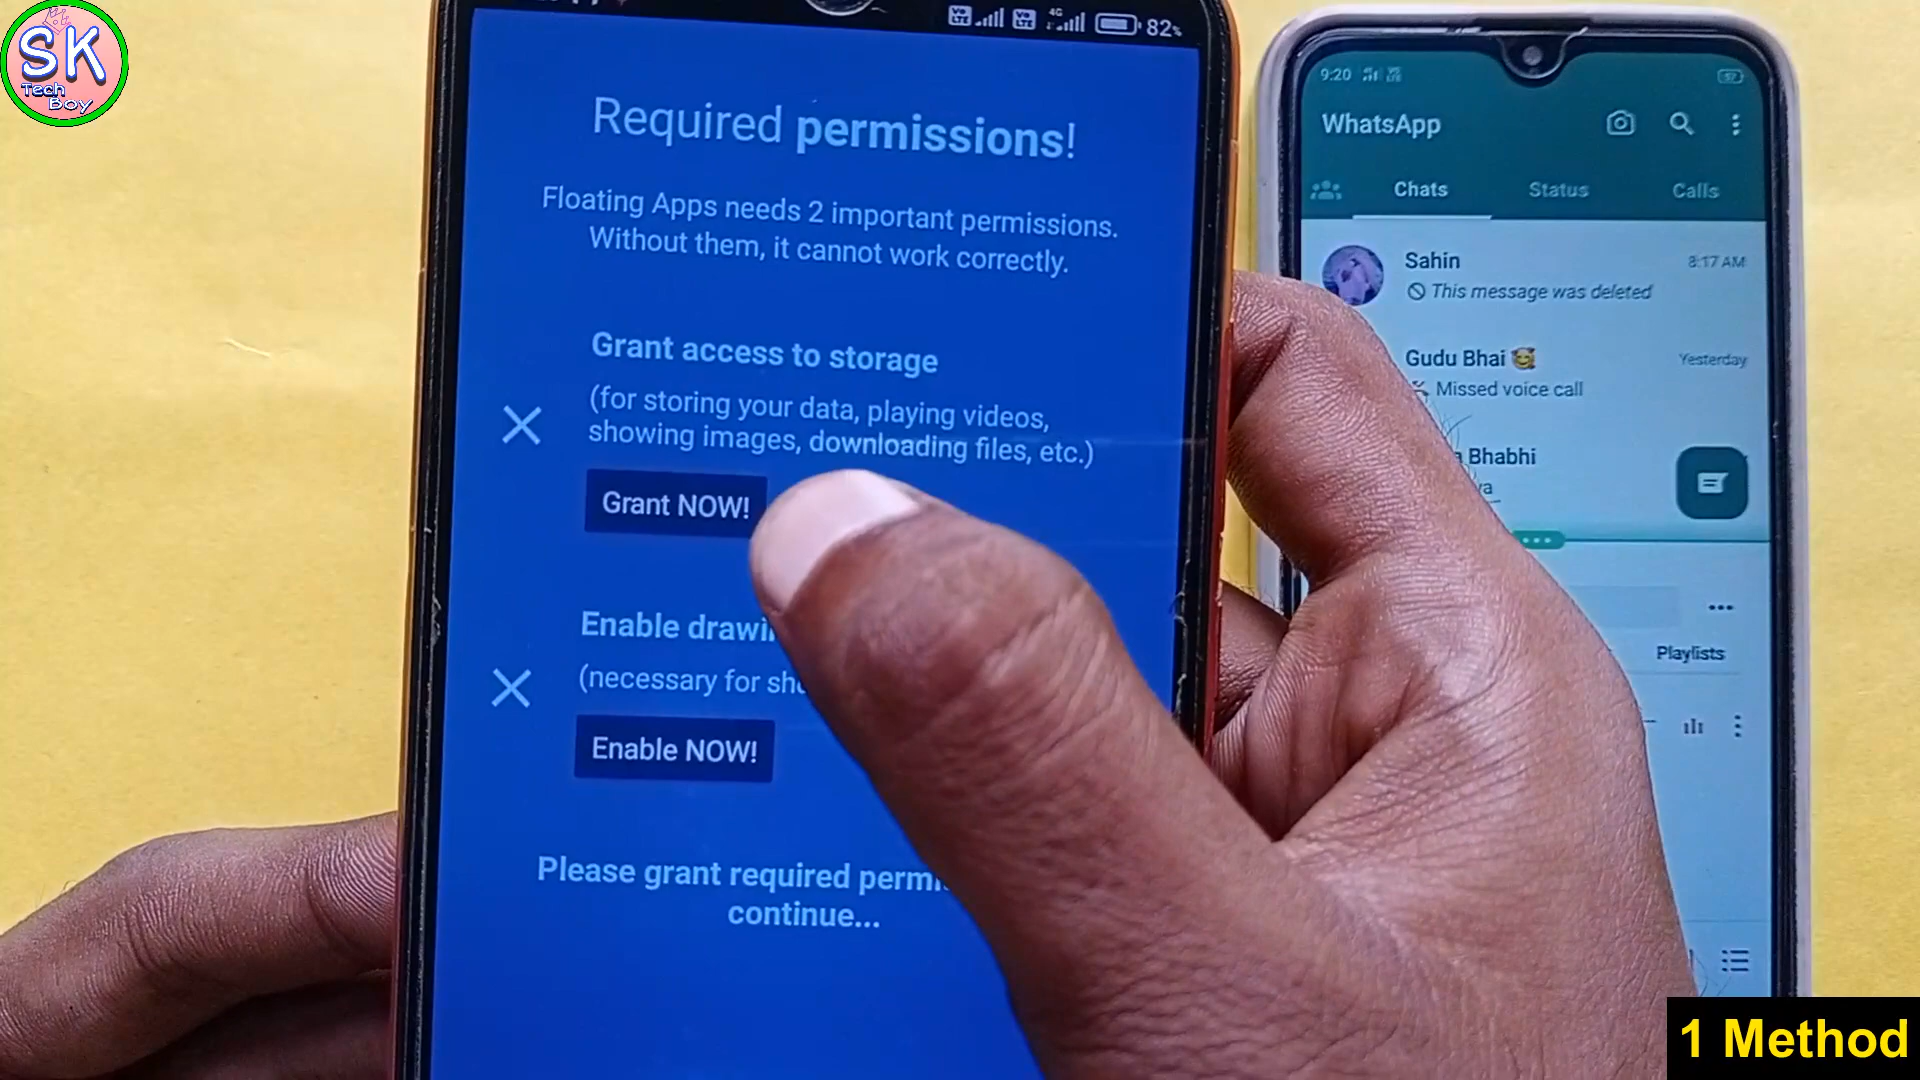 SK
Tech
Boy
82%
Required permissions!
Floating Apps needs 2 important permissions.
Without them, it cannot work correctly.
Grant access to storage
(for storing your data, playing videos,
showing images, downloading files, etc.)
Grant NOW!
Enable
(necessary for
Enable NOW!
Please grant required
continue...
9:20
WhatsApp
Chats Status Calls
Sahin 8:17 AM
This message was deleted
Gudu Bhai Yesterday
Missed voice call
Bhabhi
Playlists
1 Method